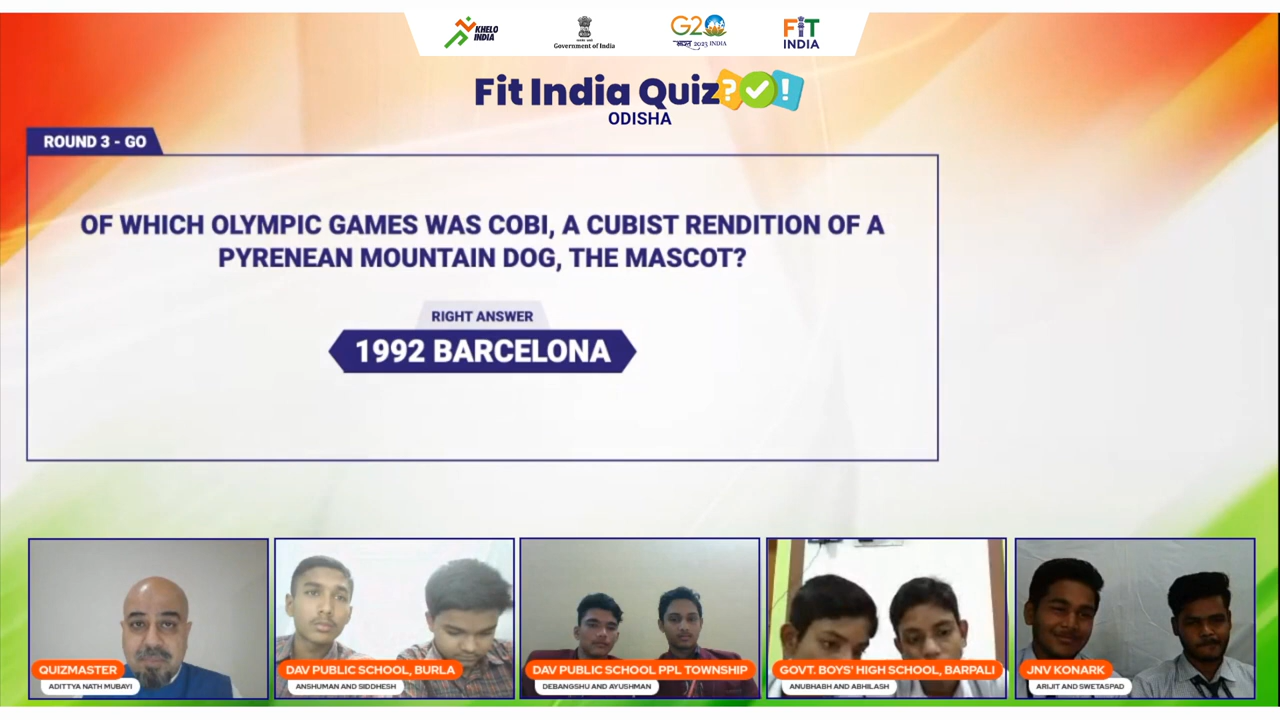 KHELO
INDIA
Government of India
G20
भारत 2023 INDIA
FIT
INDIA
Fit India Quiz?!
ODISHA
ROUND 3 - GO
OF WHICH OLYMPIC GAMES WAS COBI, A CUBIST RENDITION OF A
PYRENEAN MOUNTAIN DOG, THE MASCOT?
RIGHT ANSWER
1992 BARCELONA
QUIZMASTER
ADITTYA NATH MUBAYI
DAV PUBLIC SCHOOL, BURLA
ANSHUMAN AND SIDDHESH
DAV PUBLIC SCHOOL PPL TOWNSHIP
DEBANGSHU AND AYUSHMAN
GOVT. BOYS' HIGH SCHOOL, BARPALI
ANUBHABH AND ABHILASH
JNV KONARK
ARIJIT AND SWETASPAD